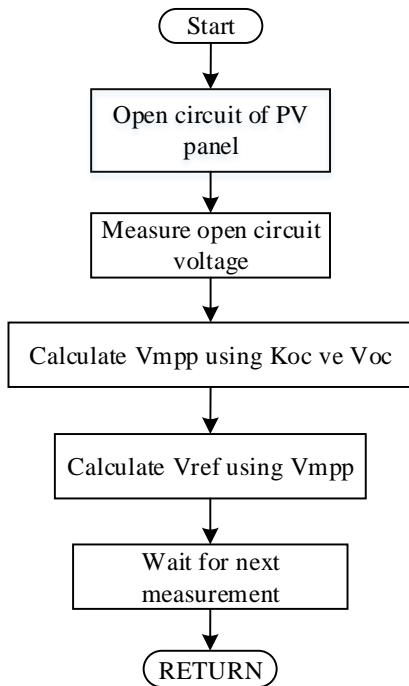 Start
Open circuit of PV
panel
Measure open circuit
voltage
Calculate Vmpp using Koc ve Voc
Calculate Vref using Vmpp
Wait for next
measurement
RETURN